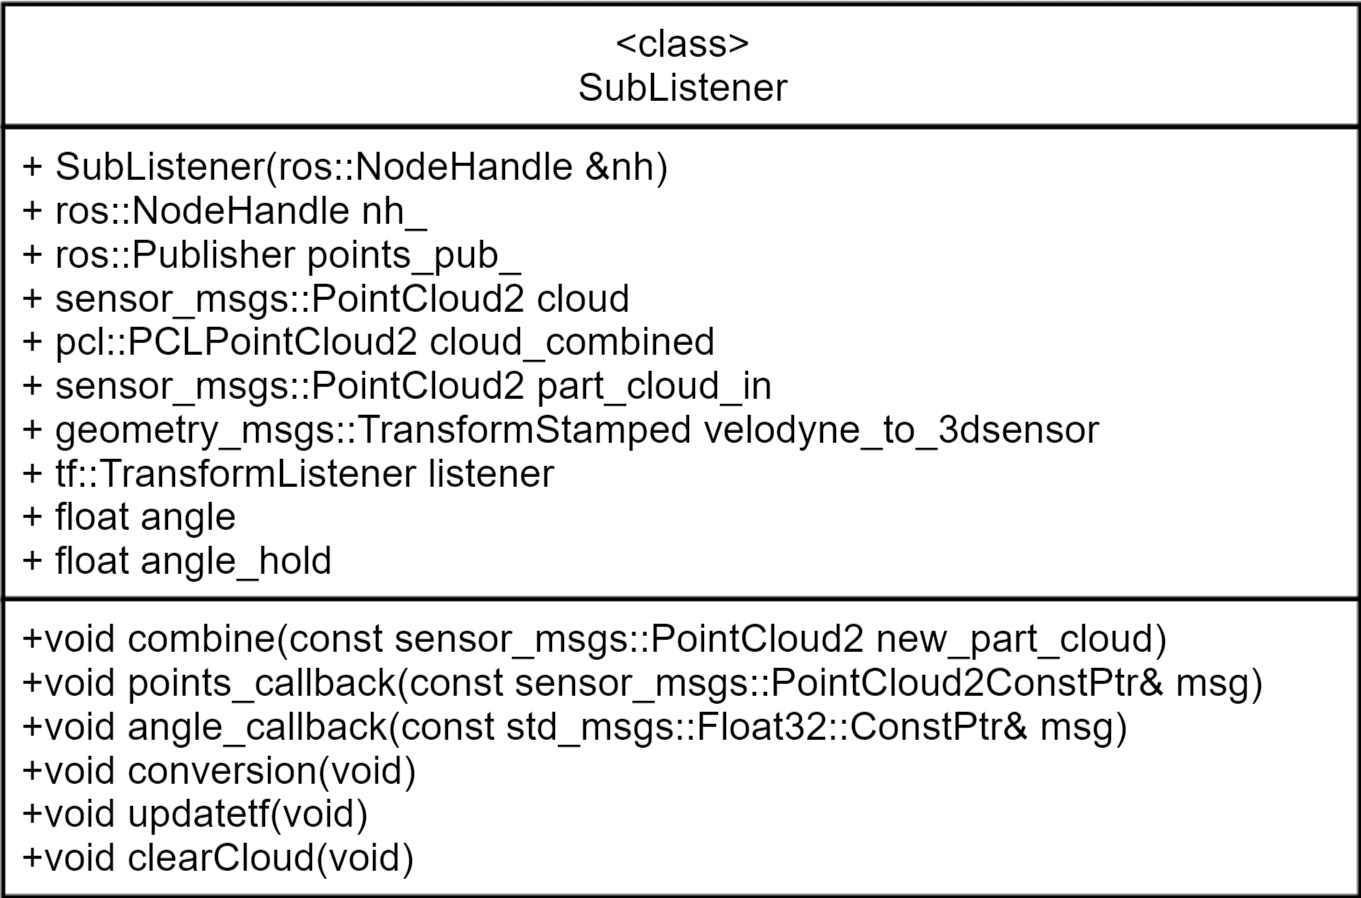 <class>
SubListener
+ SubListener(ros::NodeHandle &nh)
+ ros::NodeHandle nh_
+ ros::Publisher points_pub_
+ sensor_msgs::PointCloud2 cloud
+ pcl::PCLPointCloud2 cloud_combined
+ sensor_msgs::PointCloud2 part_cloud_in
+ geometry_msgs::TransformStamped velodyne_to_3dsensor
+ tf::TransformListener listener
+ float angle
+ float angle_hold
+void combine(const sensor_msgs::PointCloud2 new_part_cloud)
+void points_callback(const sensor_msgs::PointCloud2ConstPtr& msg)
+void angle_callback(const std_msgs::Float32::ConstPtr& msg)
+void conversion(void)
+void updatetf(void)
+void clearCloud(void)